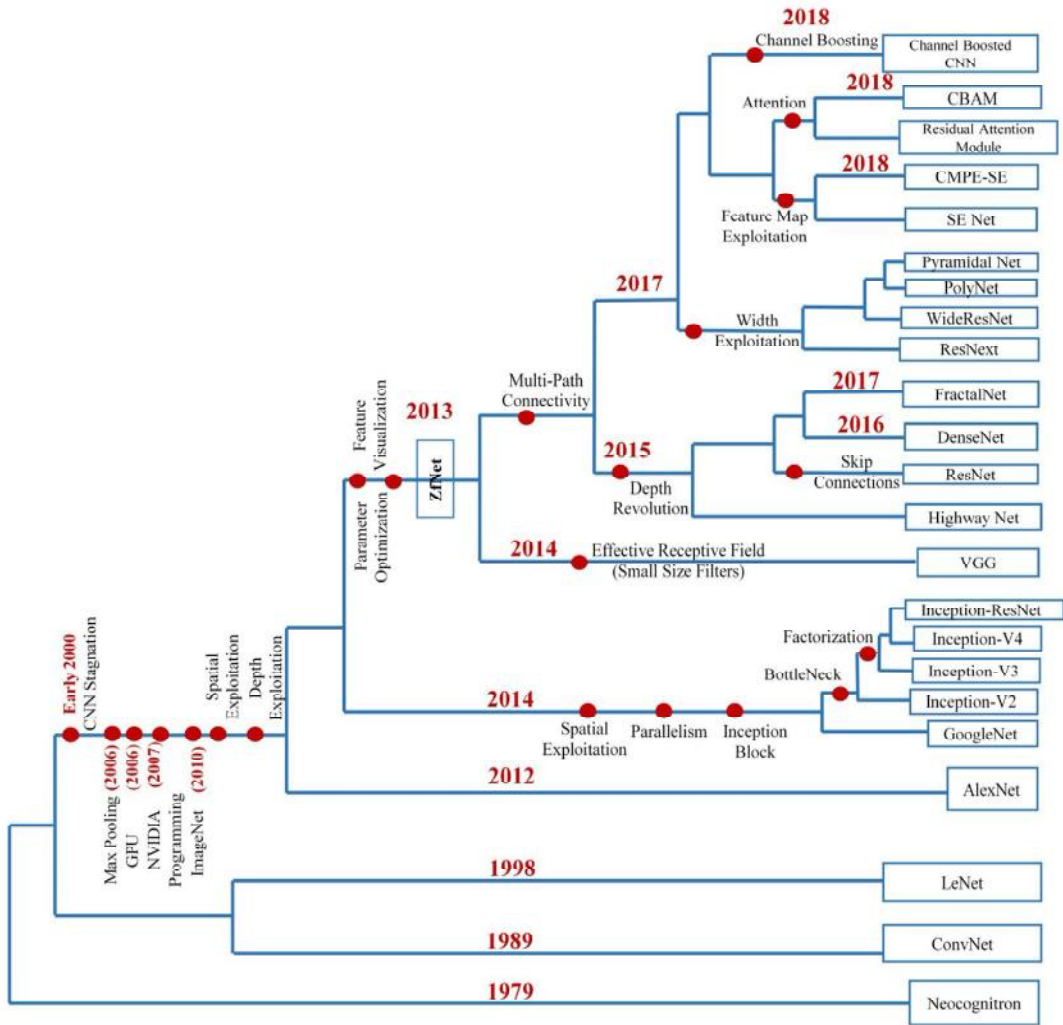 2018
Channel Boosting
Channel Boosted
CNN
2018
Attention
CBAM
Residual Attention
Module
2018
CMPE-SE
Feature Map
Exploitation
SE Net
Pyramidal Net
PolyNet
2017
Width
Exploitation
WideResNet
ResNext
Multi-Path
Connectivity
2017
FractalNet
2016
DenseNet
2015
Depth
Revolution
Skip
Connections
ResNet
Highway Net
2013
Feature
Visualization
ZfNet
Parameter
Optimization
2014
Effective Receptive Field
(Small Size Filters)
VGG
Inception-ResNet
Factorization
Inception-V4
BottleNeck
Inception-V3
Inception-V2
2014
Spatial
Exploitation
Parallelism
Inception
Block
GoogleNet
Early 2000
CNN Stagnation
Spatial
Exploitation
Depth
Exploitation
2012
AlexNet
Max Pooling (2006)
GPU (2006)
NVIDIA (2007)
Programming
ImageNet (2010)
1998
LeNet
1989
ConvNet
1979
Neocognitron